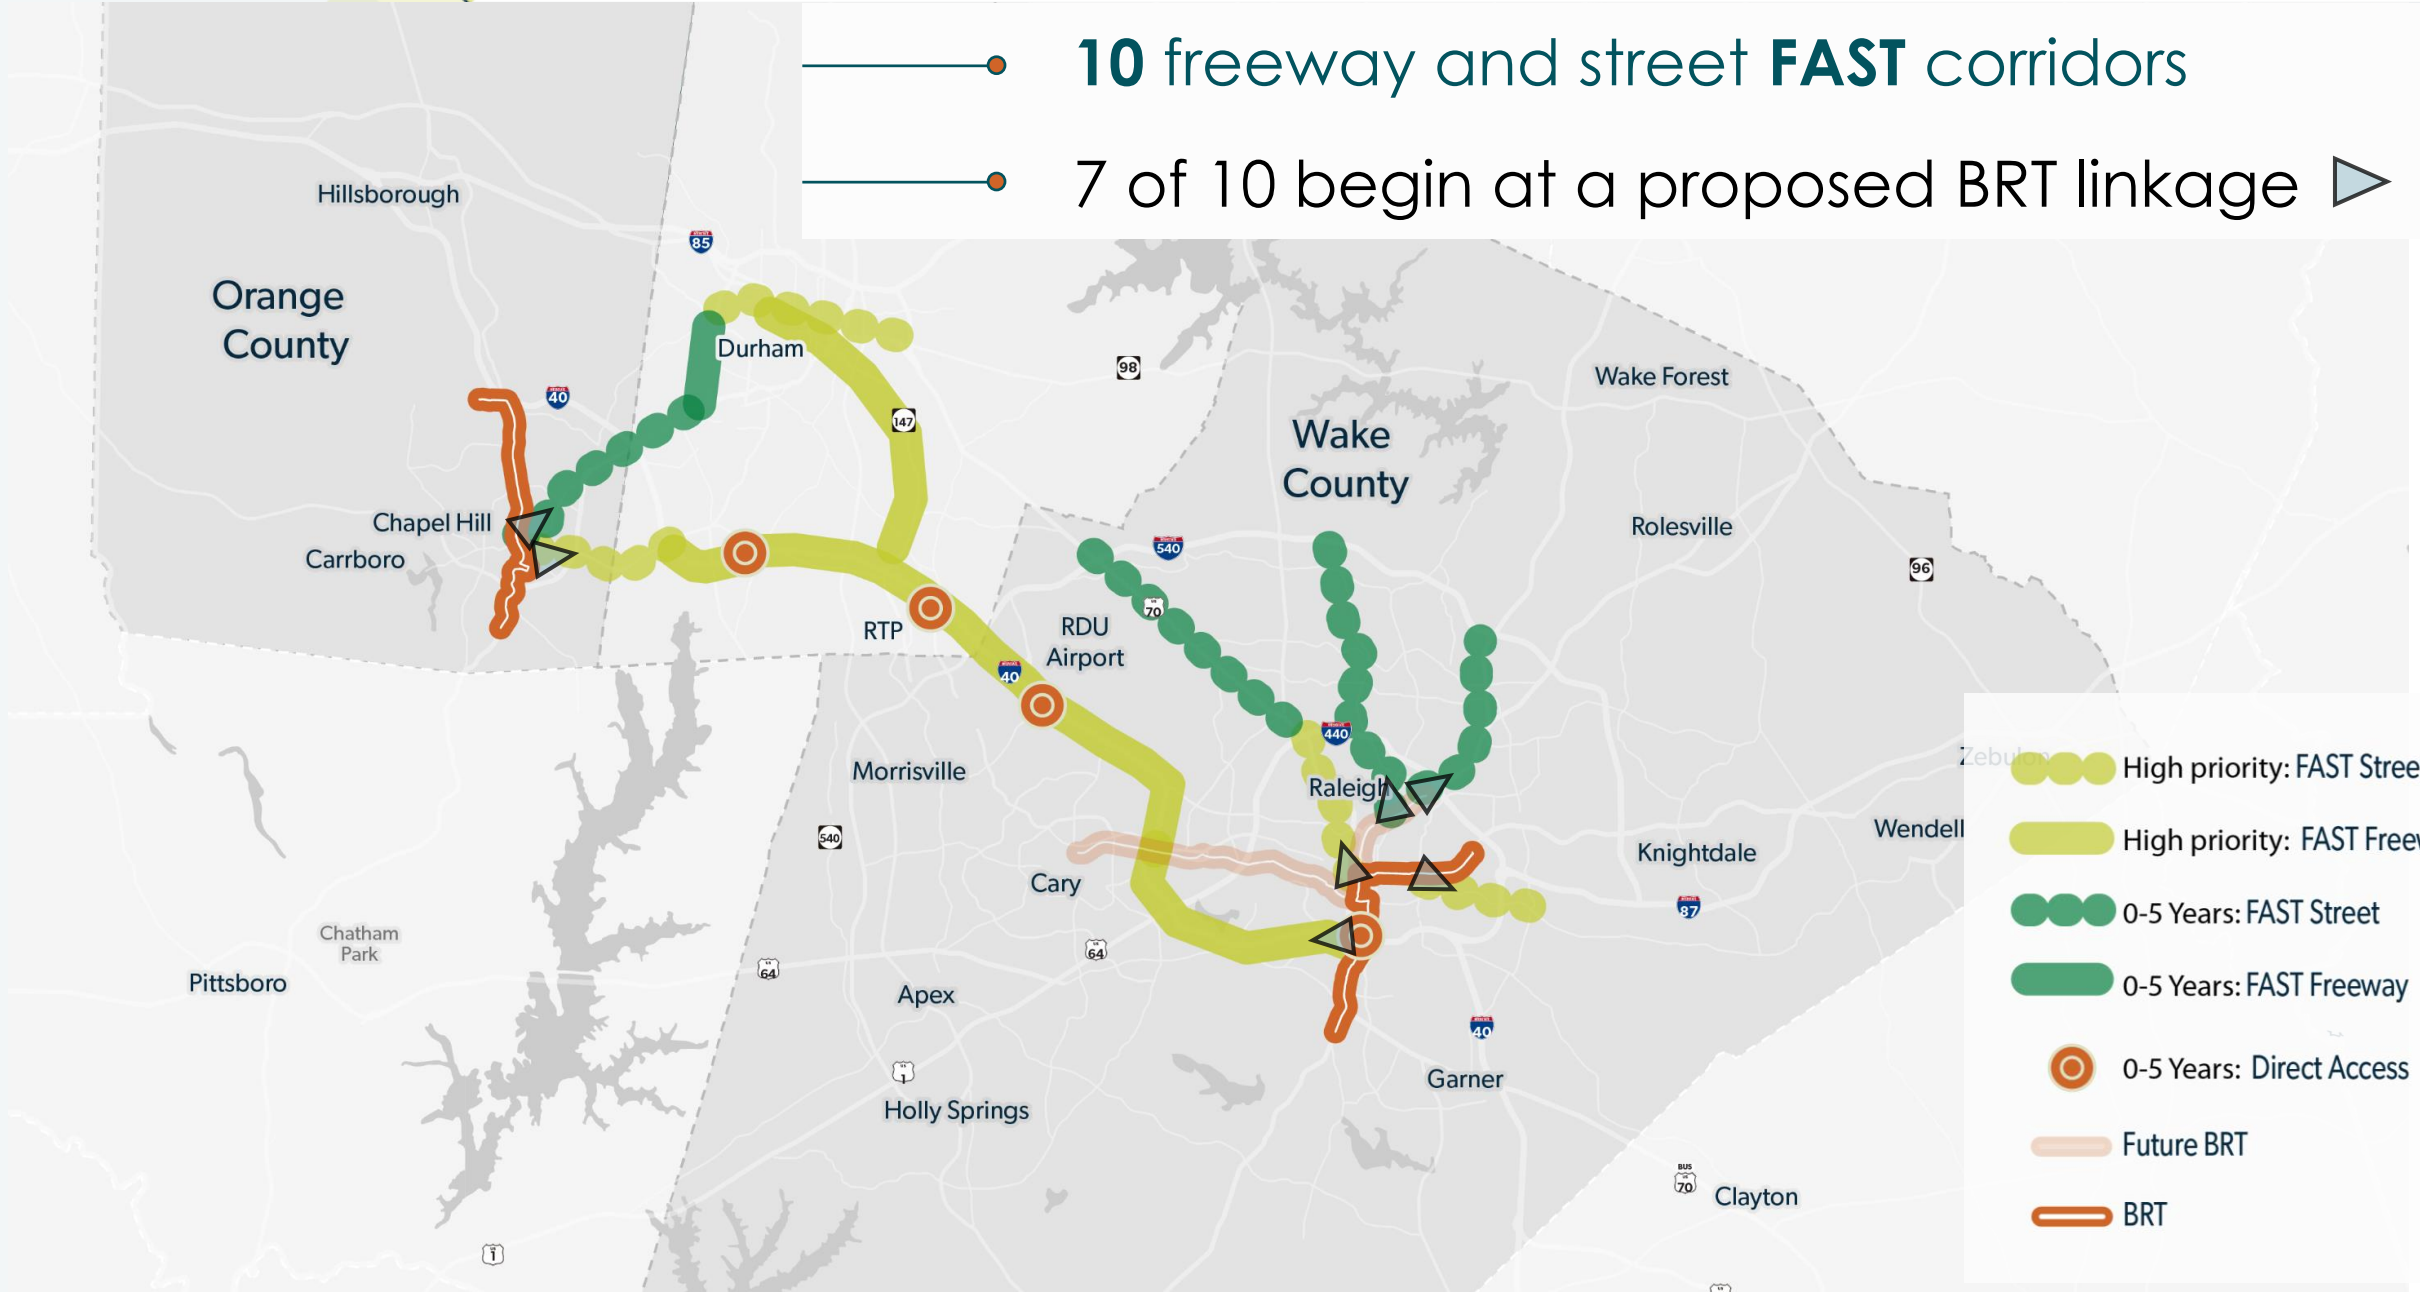 10 freeway and street FAST corridors
7 of 10 begin at a proposed BRT linkage
Hillsborough
85
Orange
County
Durham
98
Wake Forest
40
147
Wake
County
Chapel Hill
Carrboro
540
Rolesville
96
70
RTP
RDU
Airport
40
440
Morrisville
Raleigh
Zebulon
540
Wendell
Knightdale
Cary
87
Chatham
Park
Pittsboro
64
64
Apex
40
1
Garner
Holly Springs
BUS
70
Clayton
1
High priority: FAST Stree
High priority: FAST Free
0-5 Years: FAST Street
0-5 Years: FAST Freeway
0-5 Years: Direct Access
Future BRT
BRT